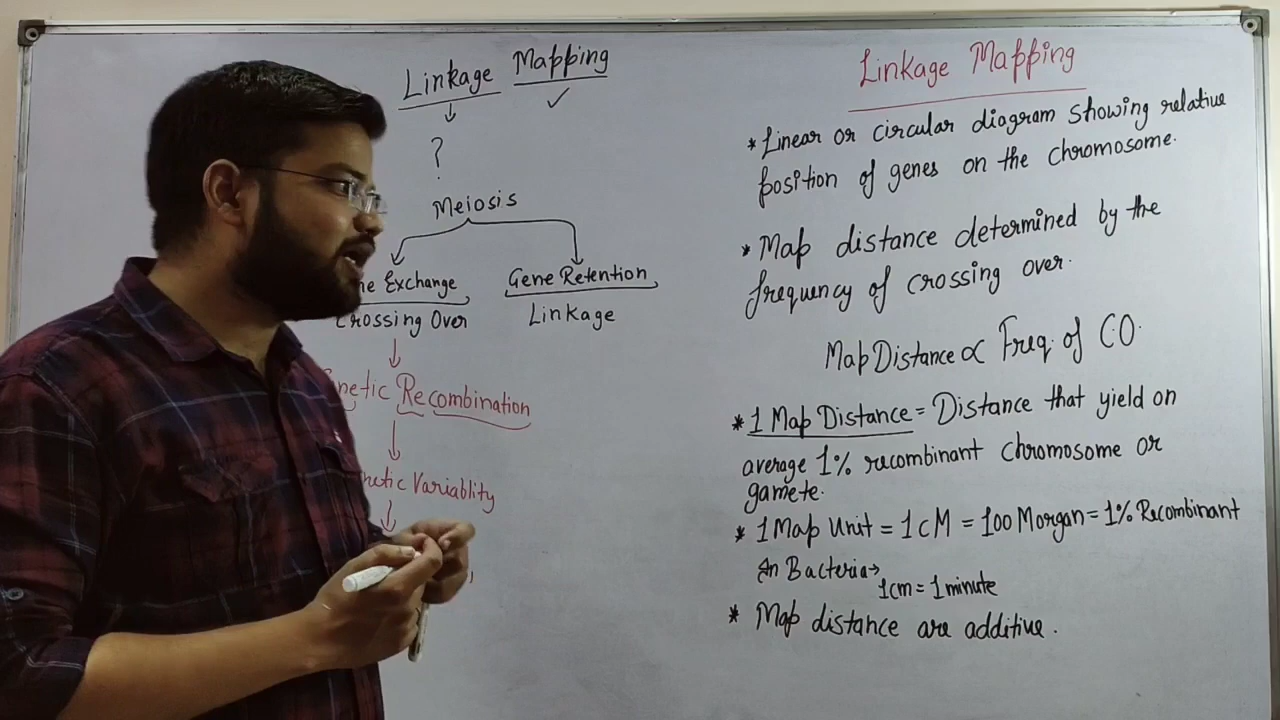 Linkage Mapping
?
Meiosis
Exchange
Gene Retention
Crossing Over
Linkage
Recombination
Variablity
Linkage Mapping
* Linear or circular diagram showing relative
position of genes on the chromosome.
* Map distance determined by the
frequency of crossing over.
Map Distance ∝ Freq. of C.O.
* 1 Map Distance = Distance that yield on
average 1% recombinant chromosome or
gamete.
* 1 Map Unit = 1 cM = 100 Morgan = 1% Recombinant
In Bacteria→
1cm = 1 minute
* Map distance are additive.